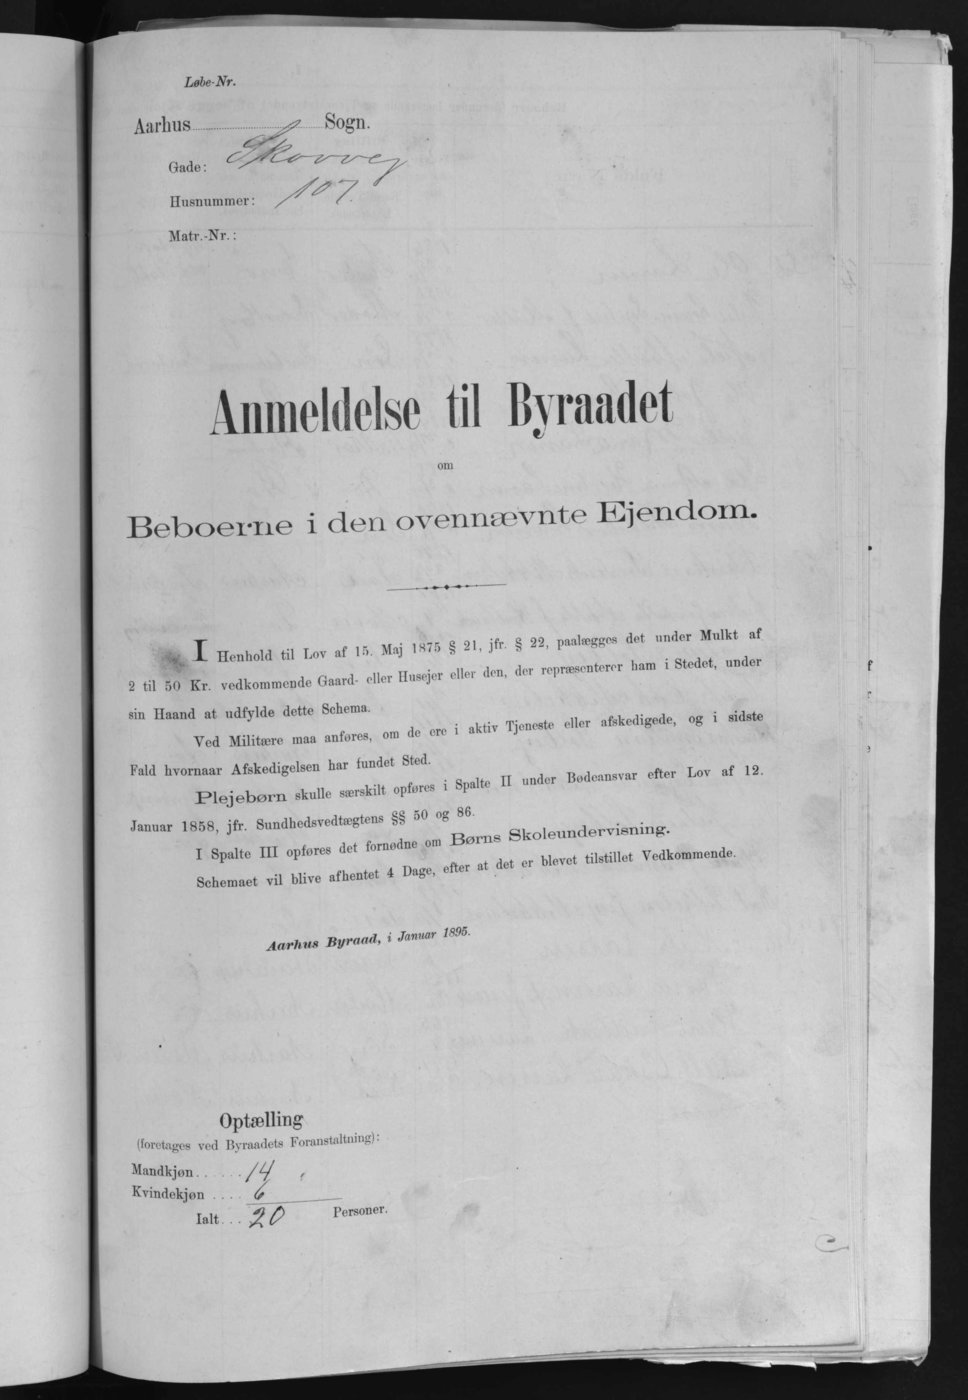 Løbe-Nr.
Aarhus Sogn.
Gade: Skovveg
Husnummer: 107.
Matr.-Nr.:
Anmeldelse til Byraadet
om
Beboerne i den ovennævnte Ejendom.
I Henhold til Lov af 15. Maj 1875 § 21, jfr. § 22, paalægges det under Mulkt af
2 til 50 Kr. vedkommende Gaard- eller Husejer eller den, der repræsenterer ham i Stedet, under
sin Haand at udfylde dette Schema.
Ved Militære maa anføres, om de ere i aktiv Tjeneste eller afskedigede, og i sidste
Fald hvornaar Afskedigelsen har fundet Sted.
Plejebørn skulle særskilt opføres i Spalte II under Bødeansvar efter Lov af 12.
Januar 1858, jfr. Sundhedsvedtægtens §§ 50 og 86.
I Spalte III opføres det fornødne om Børns Skoleundervisning.
Schemaet vil blive afhentet 4 Dage, efter at det er blevet tilstillet Vedkommende.
Aarhus Byraad, i Januar 1895.
Optælling
(foretages ved Byraadets Foranstaltning):
Mandkjøn...... 14
Kvindekjøn .... 6
Ialt... 20 Personer.